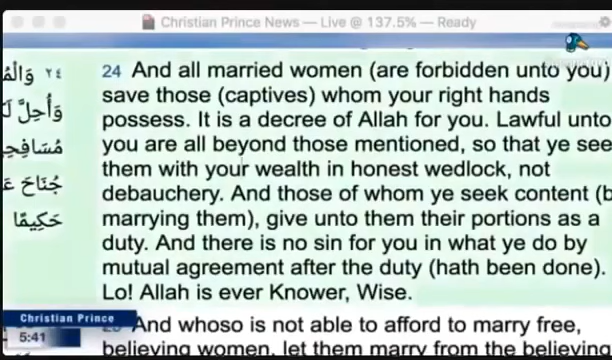 Christian Prince News — Live @ 137.5% — Ready
24 And all married women (are forbidden unto you)
save those (captives) whom your right hands
possess. It is a decree of Allah for you. Lawful unto
you are all beyond those mentioned, so that ye see
them with your wealth in honest wedlock, not
debauchery. And those of whom ye seek content (b
marrying them), give unto them their portions as a
duty. And there is no sin for you in what ye do by
mutual agreement after the duty (hath been done).
Lo! Allah is ever Knower, Wise.
And whoso is not able to afford to marry free,
believing women, let them marry from the believing
٢٤ وَالْمُ
وَأُحِلَّ لَ
مُسَافِحِ
جُنَاحَ عَ
حَكِيمًا
Christian Prince
5:41